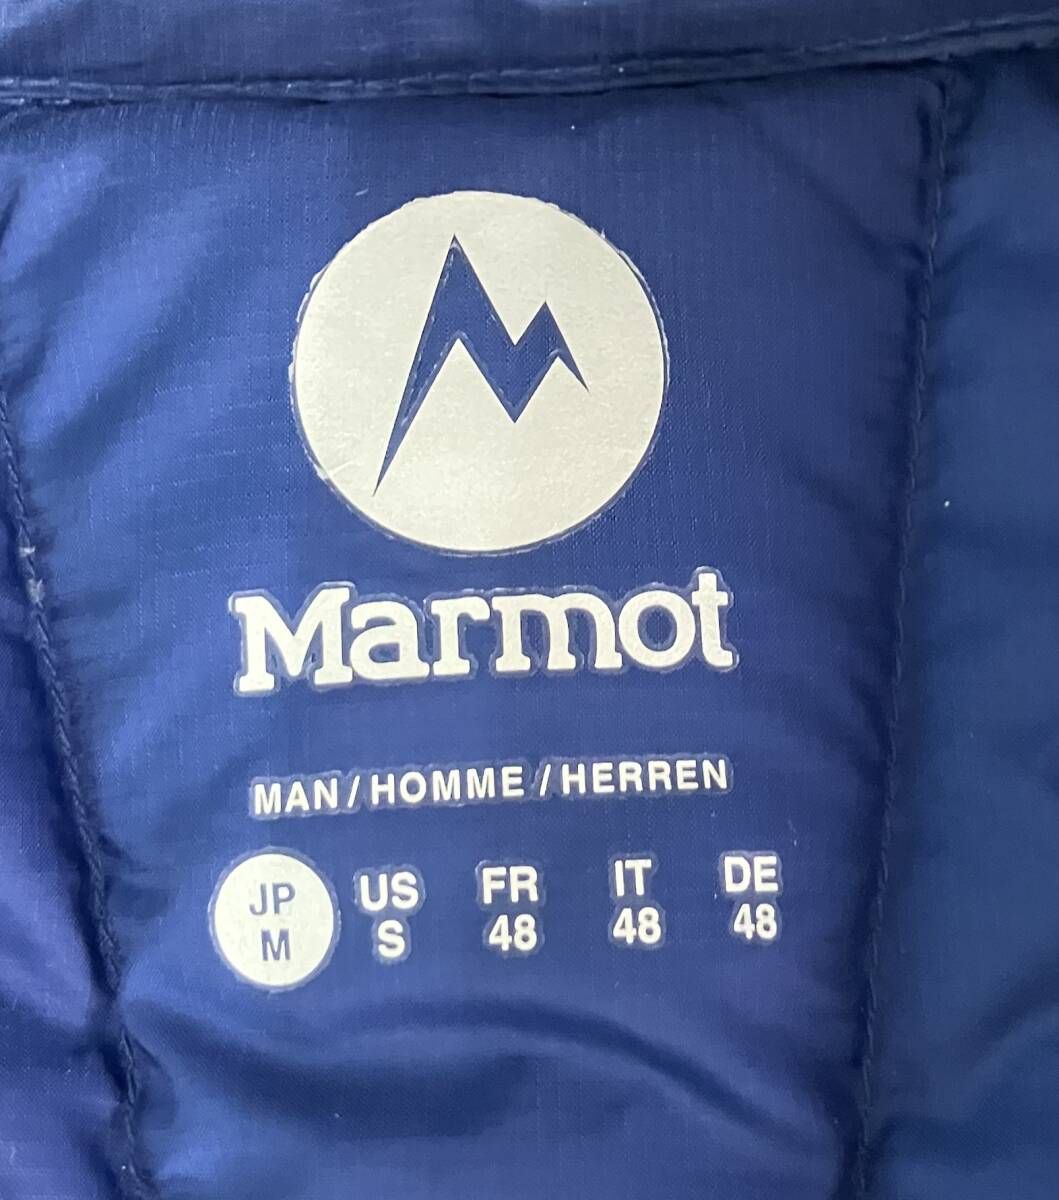 Marmot
MAN/HOMME/HERREN
JP US FR IT DE
M S 48 48 48